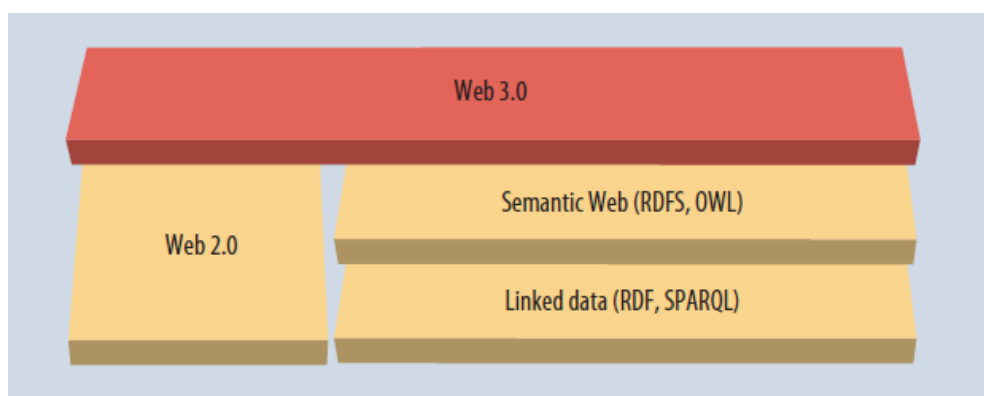 Web 3.0
Semantic Web (RDFS, OWL)
Web 2.0
Linked data (RDF, SPARQL)